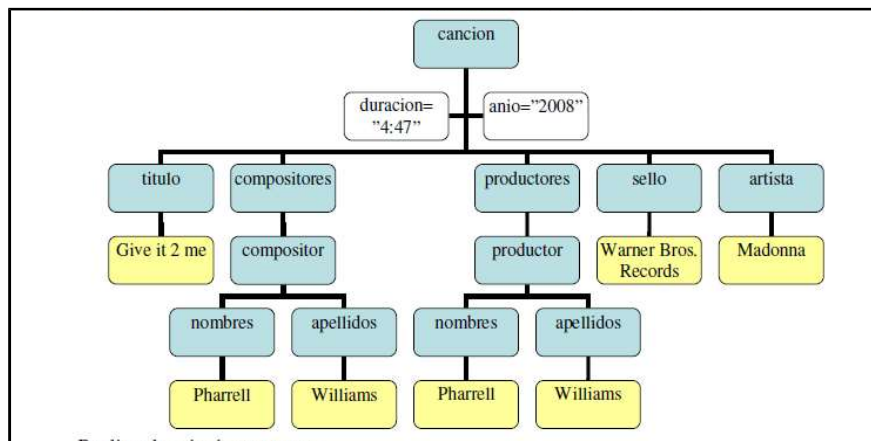 cancion
duracion=
"4:47"
anio="2008"
titulo
compositores
productores
sello
artista
Give it 2 me
compositor
productor
Warner Bros.
Records
Madonna
nombres
apellidos
nombres
apellidos
Pharrell
Williams
Pharrell
Williams